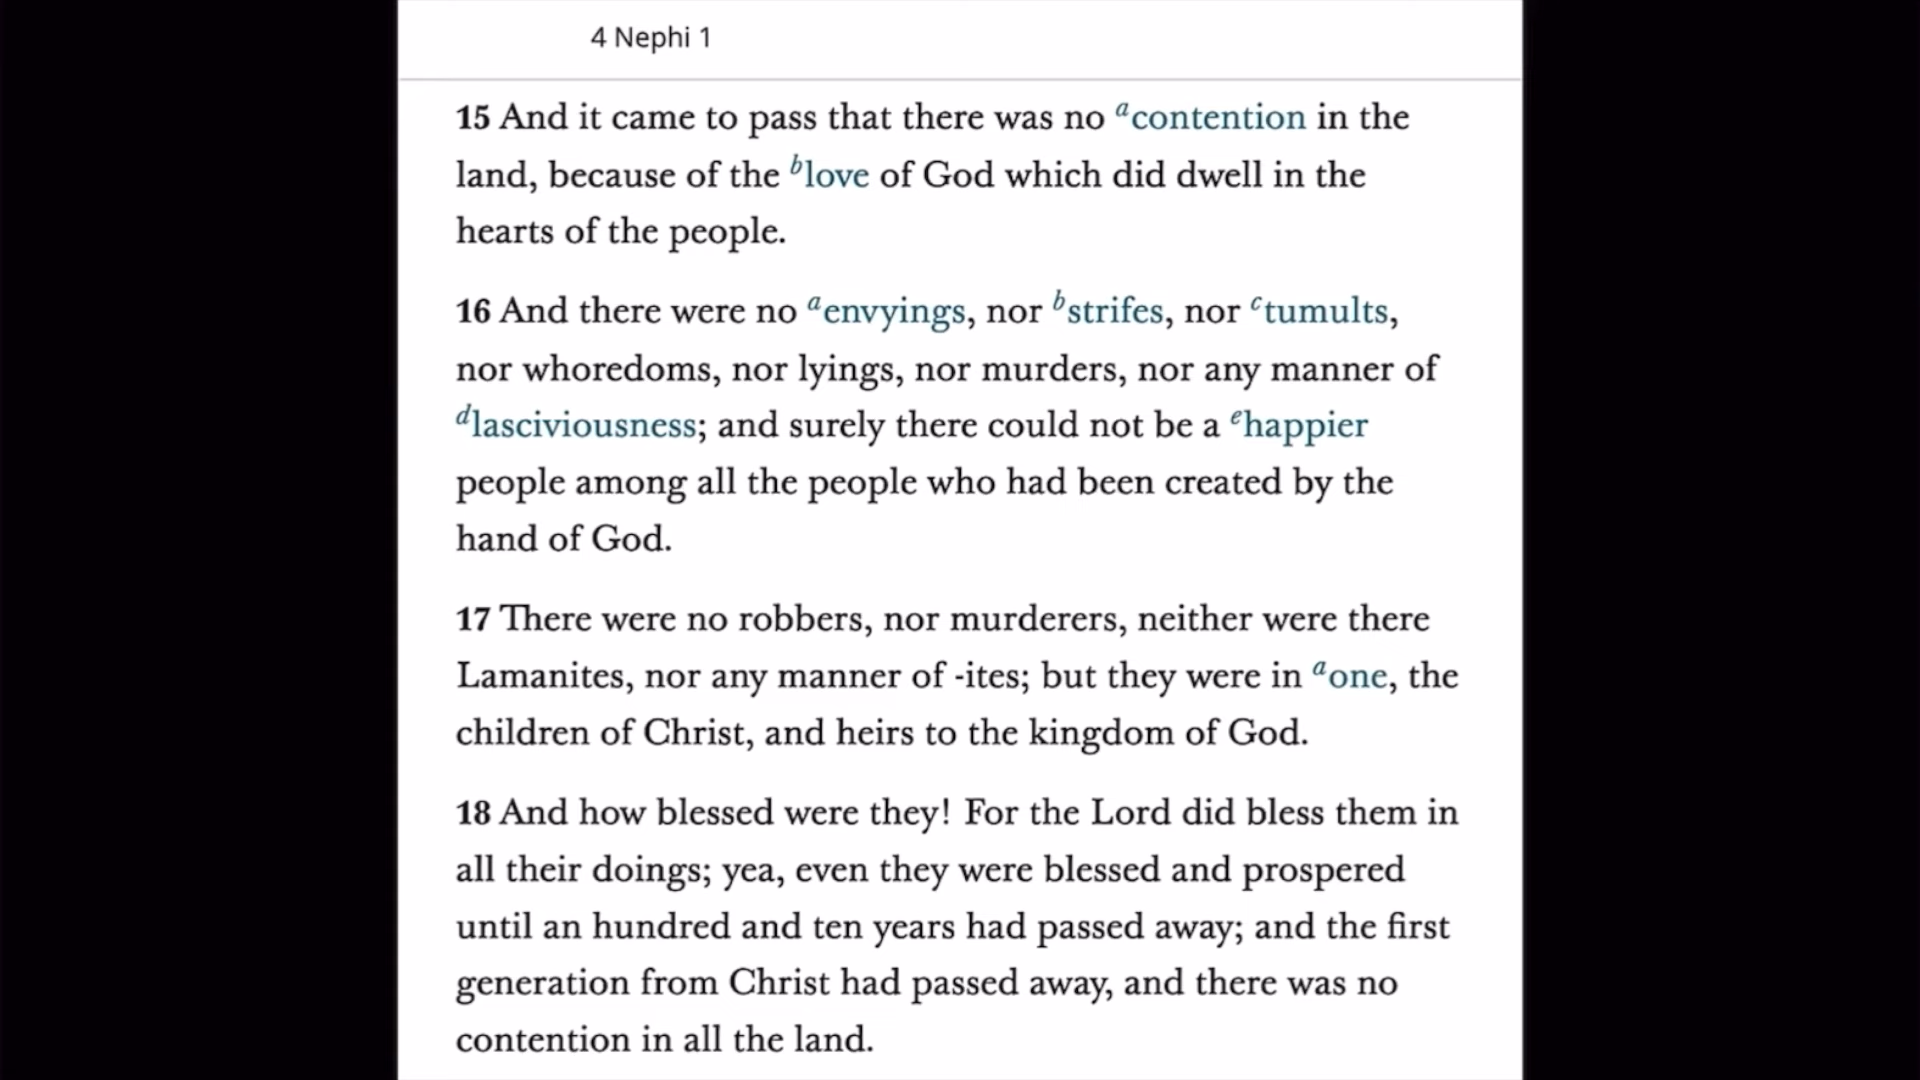 4 Nephi 1
15 And it came to pass that there was no ᵃcontention in the
land, because of the ᵇlove of God which did dwell in the
hearts of the people.
16 And there were no ᵃenvyings, nor ᵇstrifes, nor ᶜtumults,
nor whoredoms, nor lyings, nor murders, nor any manner of
ᵈlasciviousness; and surely there could not be a ᵉhappier
people among all the people who had been created by the
hand of God.
17 There were no robbers, nor murderers, neither were there
Lamanites, nor any manner of -ites; but they were in ᵃone, the
children of Christ, and heirs to the kingdom of God.
18 And how blessed were they! For the Lord did bless them in
all their doings; yea, even they were blessed and prospered
until an hundred and ten years had passed away; and the first
generation from Christ had passed away, and there was no
contention in all the land.